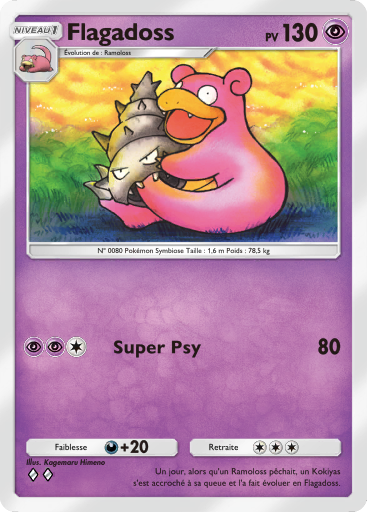 NIVEAU 1
Flagadoss
PV 130
Évolution de : Ramoloss
N° 0080 Pokémon Symbiose Taille : 1,6 m Poids : 78,5 kg
Super Psy 80
Faiblesse +20 Retraite
Illus. Kagemaru Himeno
Un jour, alors qu'un Ramoloss pêchait, un Kokiyas
s'est accroché à sa queue et l'a fait évoluer en Flagadoss.